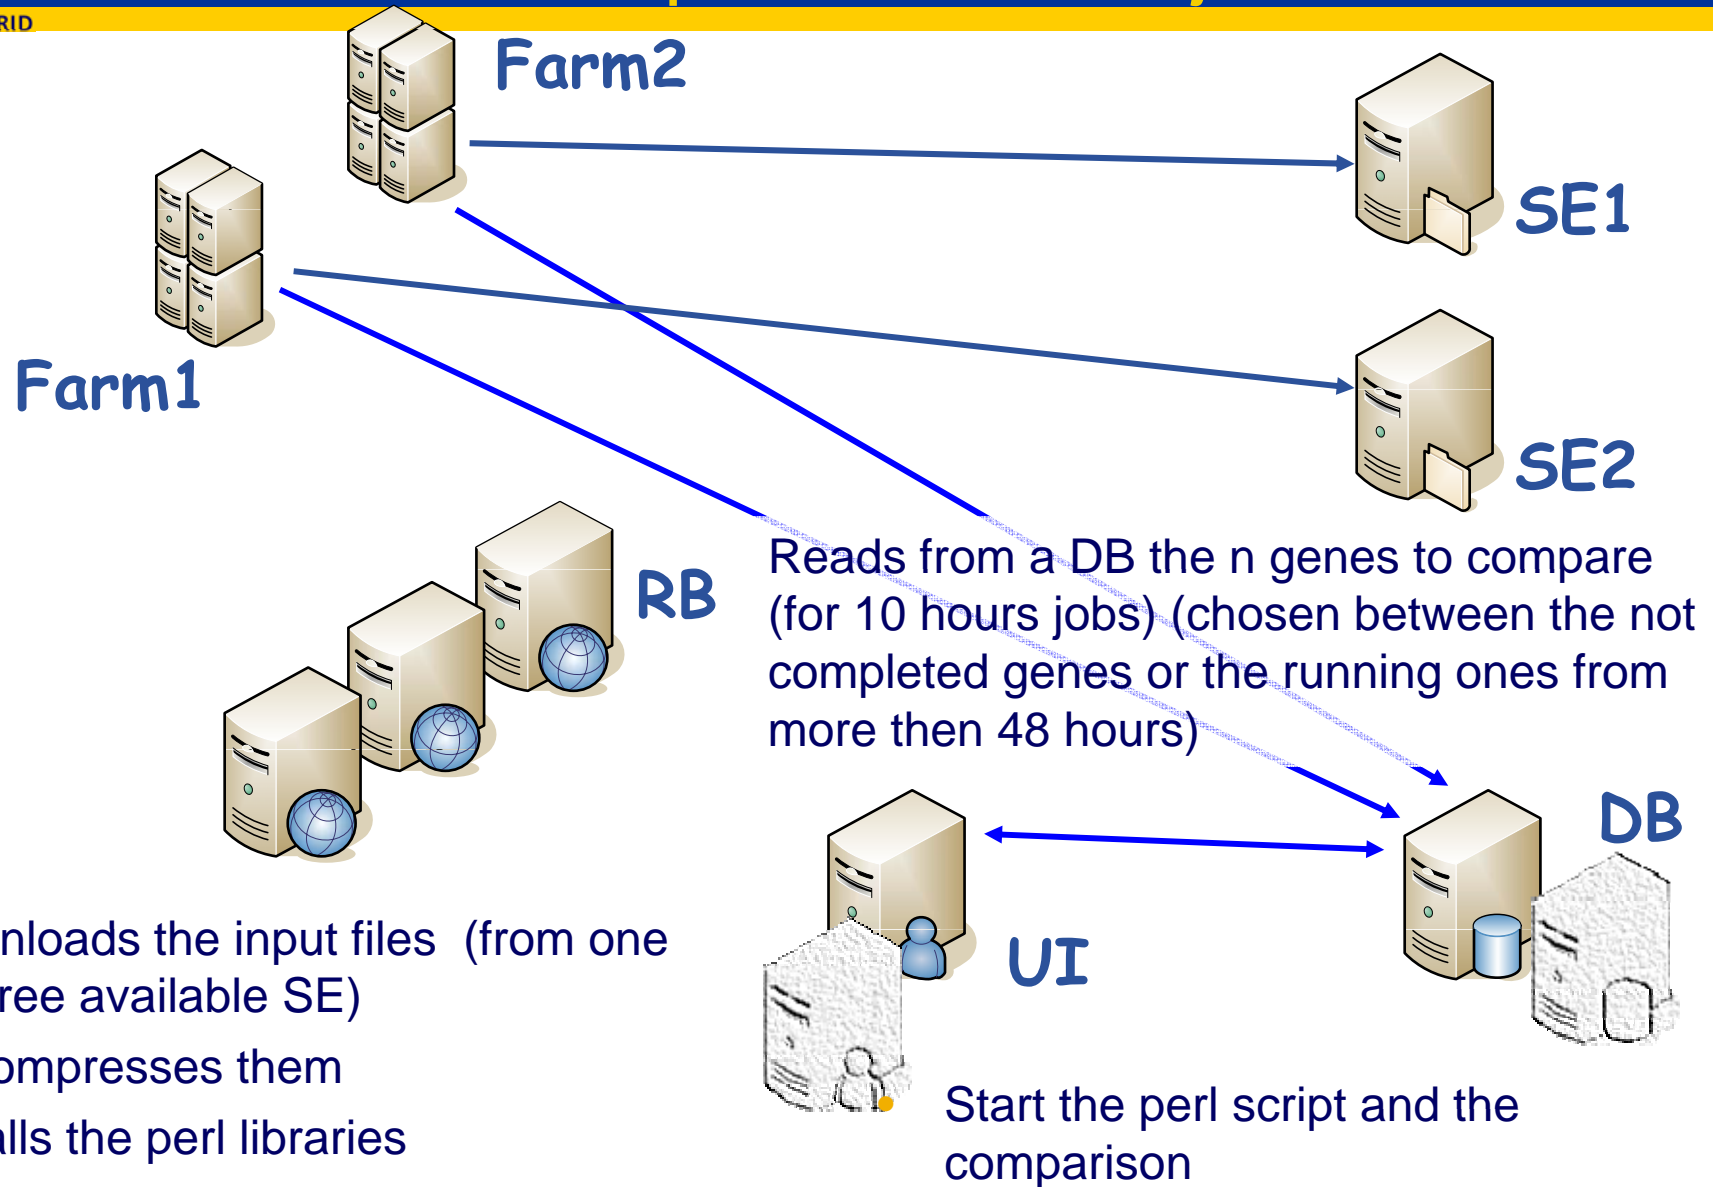 RID
Farm2
SE1
Farm1
SE2
RB
Reads from a DB the n genes to compare
(for 10 hours jobs) (chosen between the not
completed genes or the running ones from
more then 48 hours)
DB
nloads the input files (from one
ree available SE)
UI
ompresses them
alls the perl libraries
Start the perl script and the
comparison